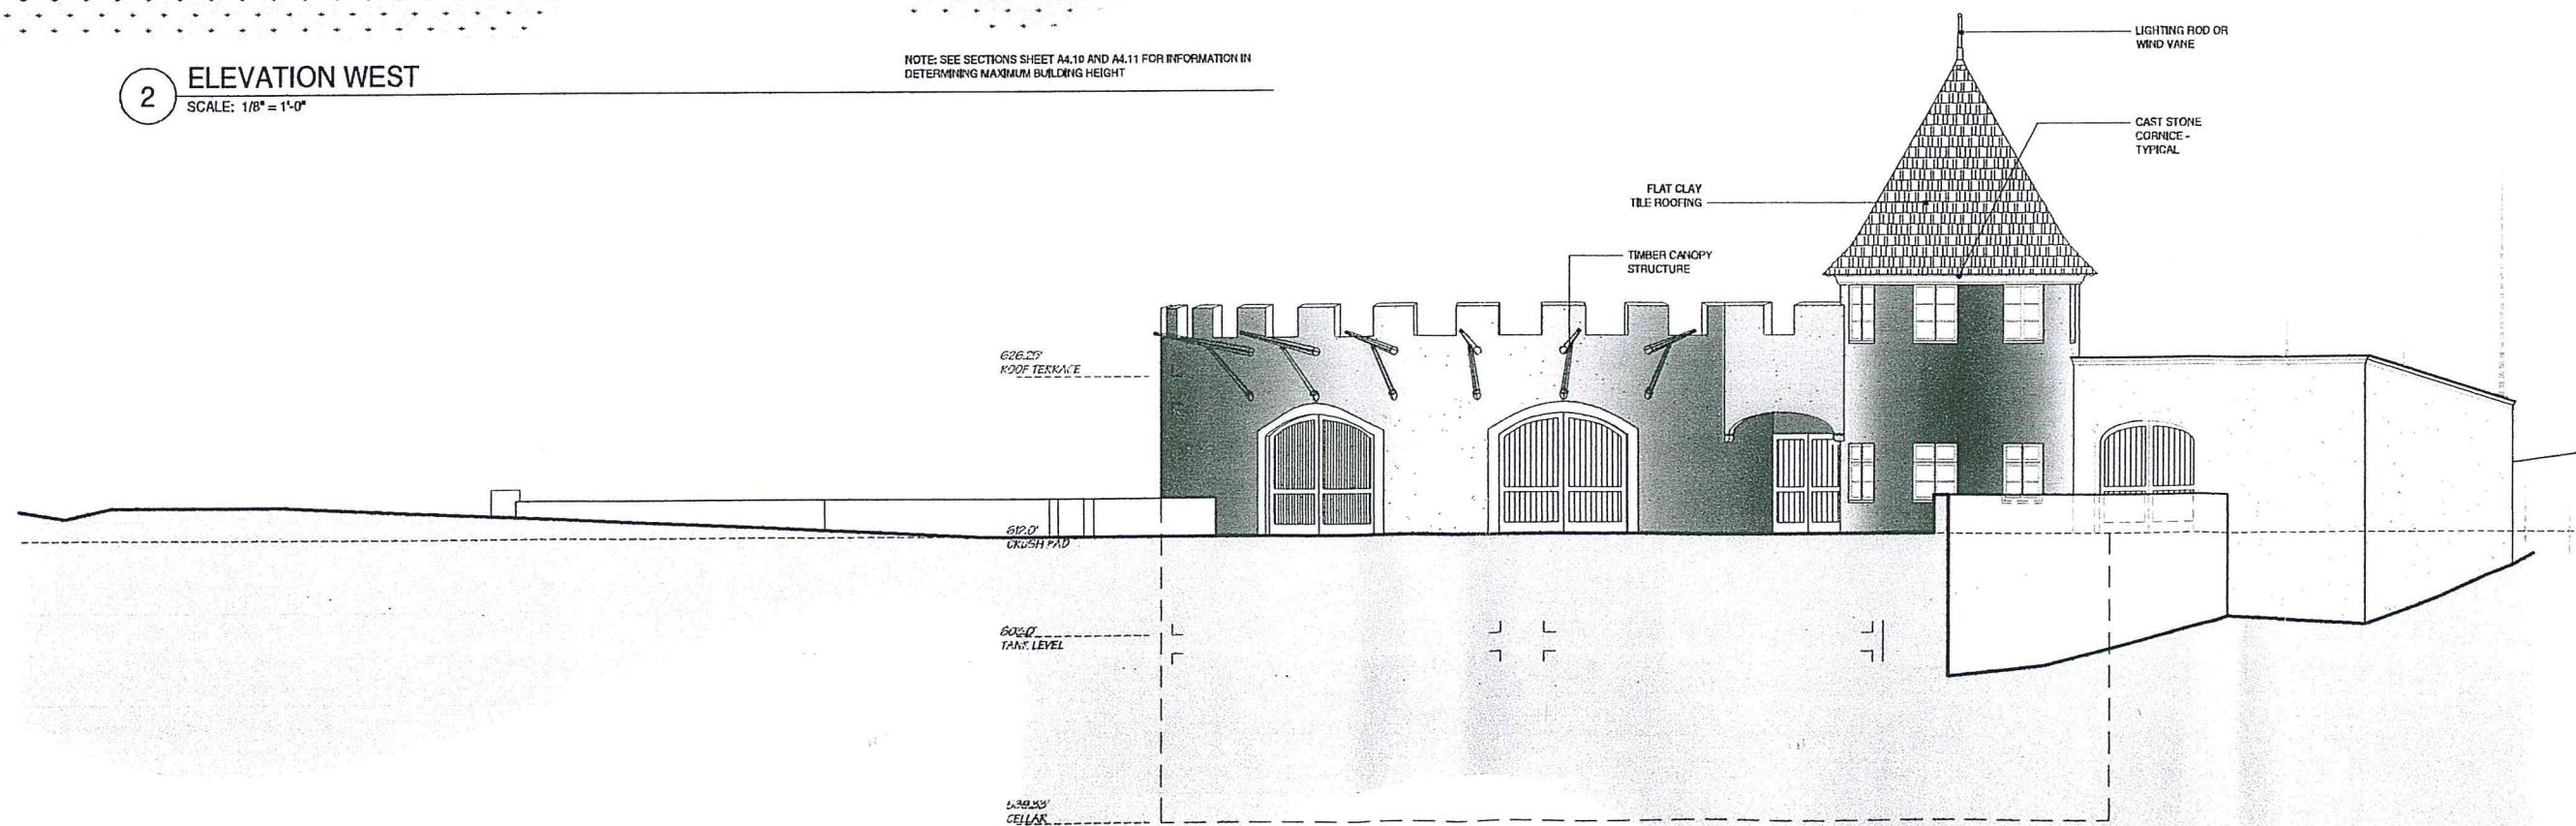 2
ELEVATION WEST
SCALE: 1/8" = 1'-0"
NOTE: SEE SECTIONS SHEET A4.10 AND A4.11 FOR INFORMATION IN
DETERMINING MAXIMUM BUILDING HEIGHT
LIGHTING ROD OR
WIND VANE
CAST STONE
CORNICE -
TYPICAL
FLAT CLAY
TILE ROOFING
TIMBER CANOPY
STRUCTURE
626.25'
ROOF TERRACE
612.0'
CRUSH PAD
TANK LEVEL
CELLAR